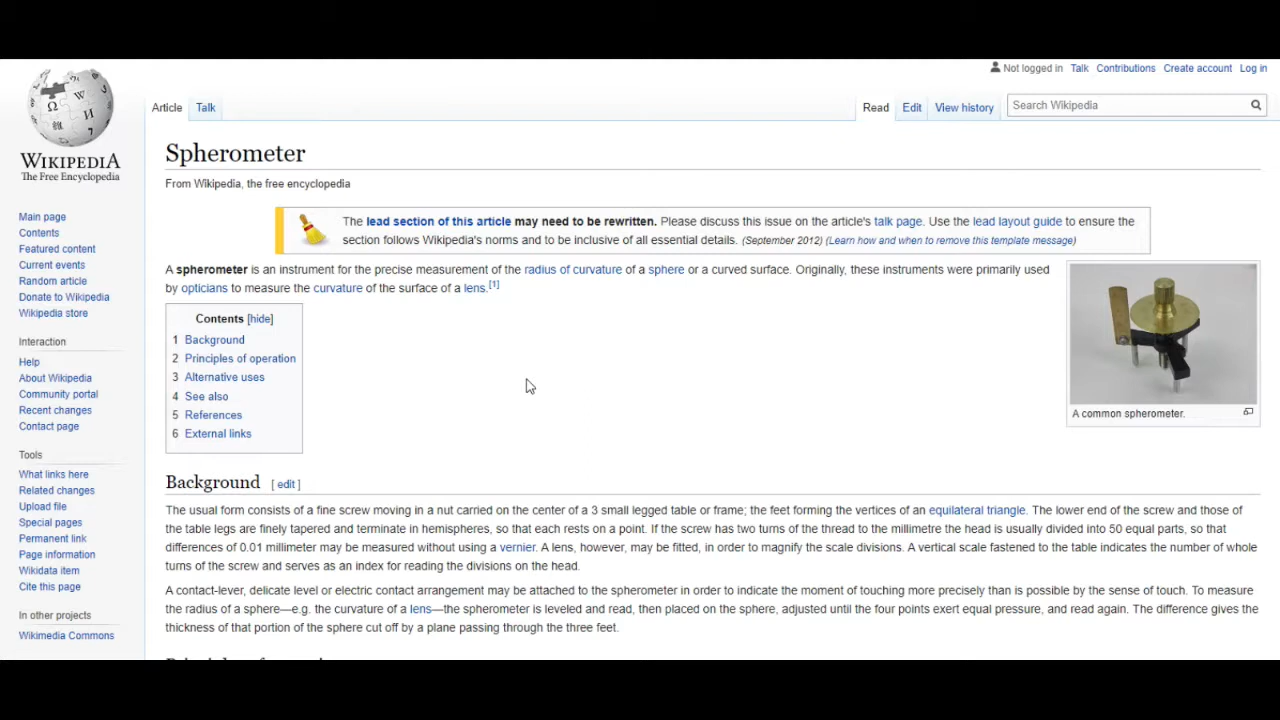 Not logged in Talk Contributions Create account Log in
Article Talk Read Edit View history Search Wikipedia
WIKIPEDIA
The Free Encyclopedia
Main page
Contents
Featured content
Current events
Random article
Donate to Wikipedia
Wikipedia store
Interaction
Help
About Wikipedia
Community portal
Recent changes
Contact page
Tools
What links here
Related changes
Upload file
Special pages
Permanent link
Page information
Wikidata item
Cite this page
In other projects
Wikimedia Commons
Spherometer
From Wikipedia, the free encyclopedia
The lead section of this article may need to be rewritten. Please discuss this issue on the article's talk page. Use the lead layout guide to ensure the
section follows Wikipedia's norms and to be inclusive of all essential details. (September 2012) (Learn how and when to remove this template message)
A spherometer is an instrument for the precise measurement of the radius of curvature of a sphere or a curved surface. Originally, these instruments were primarily used
by opticians to measure the curvature of the surface of a lens.[1]
A common spherometer.
Contents [hide]
1 Background
2 Principles of operation
3 Alternative uses
4 See also
5 References
6 External links
Background [ edit ]
The usual form consists of a fine screw moving in a nut carried on the center of a 3 small legged table or frame; the feet forming the vertices of an equilateral triangle. The lower end of the screw and those of
the table legs are finely tapered and terminate in hemispheres, so that each rests on a point. If the screw has two turns of the thread to the millimetre the head is usually divided into 50 equal parts, so that
differences of 0.01 millimeter may be measured without using a vernier. A lens, however, may be fitted, in order to magnify the scale divisions. A vertical scale fastened to the table indicates the number of whole
turns of the screw and serves as an index for reading the divisions on the head.
A contact-lever, delicate level or electric contact arrangement may be attached to the spherometer in order to indicate the moment of touching more precisely than is possible by the sense of touch. To measure
the radius of a sphere—e.g. the curvature of a lens—the spherometer is leveled and read, then placed on the sphere, adjusted until the four points exert equal pressure, and read again. The difference gives the
thickness of that portion of the sphere cut off by a plane passing through the three feet.